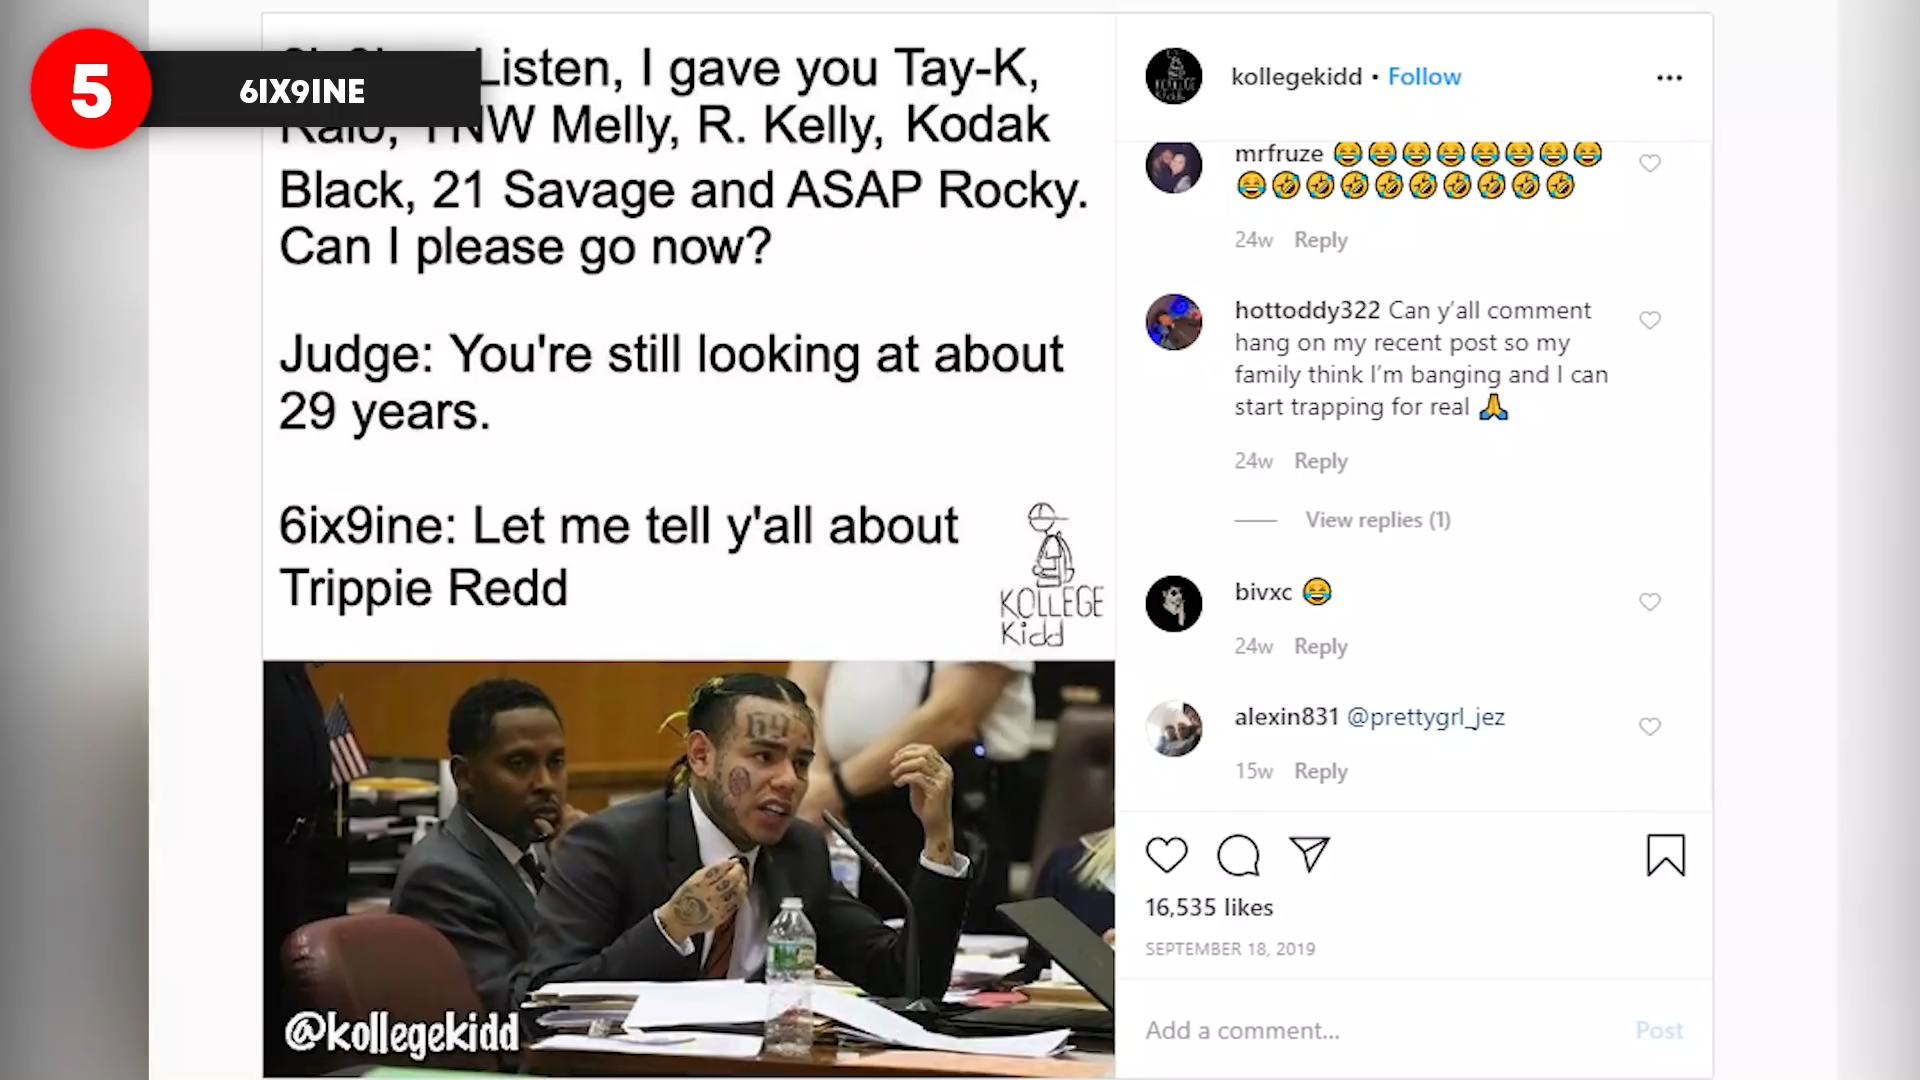 5
6IX9INE
Listen, I gave you Tay-K,
Ralo, YNW Melly, R. Kelly, Kodak
Black, 21 Savage and ASAP Rocky.
Can I please go now?
Judge: You're still looking at about
29 years.
6ix9ine: Let me tell y'all about
Trippie Redd
KOLLEGE
Kidd
69
@kollegekidd
kollegekidd • Follow
mrfruze 😂😂😂😂😂😂😂😂
😂🤣🤣🤣🤣🤣🤣🤣🤣🤣
24w Reply
hottoddy322 Can y'all comment
hang on my recent post so my
family think I'm banging and I can
start trapping for real 🙏
24w Reply
View replies (1)
bivxc 😂
24w Reply
alexin831 @prettygrl_jez
15w Reply
16,535 likes
SEPTEMBER 18, 2019
Add a comment...
Post